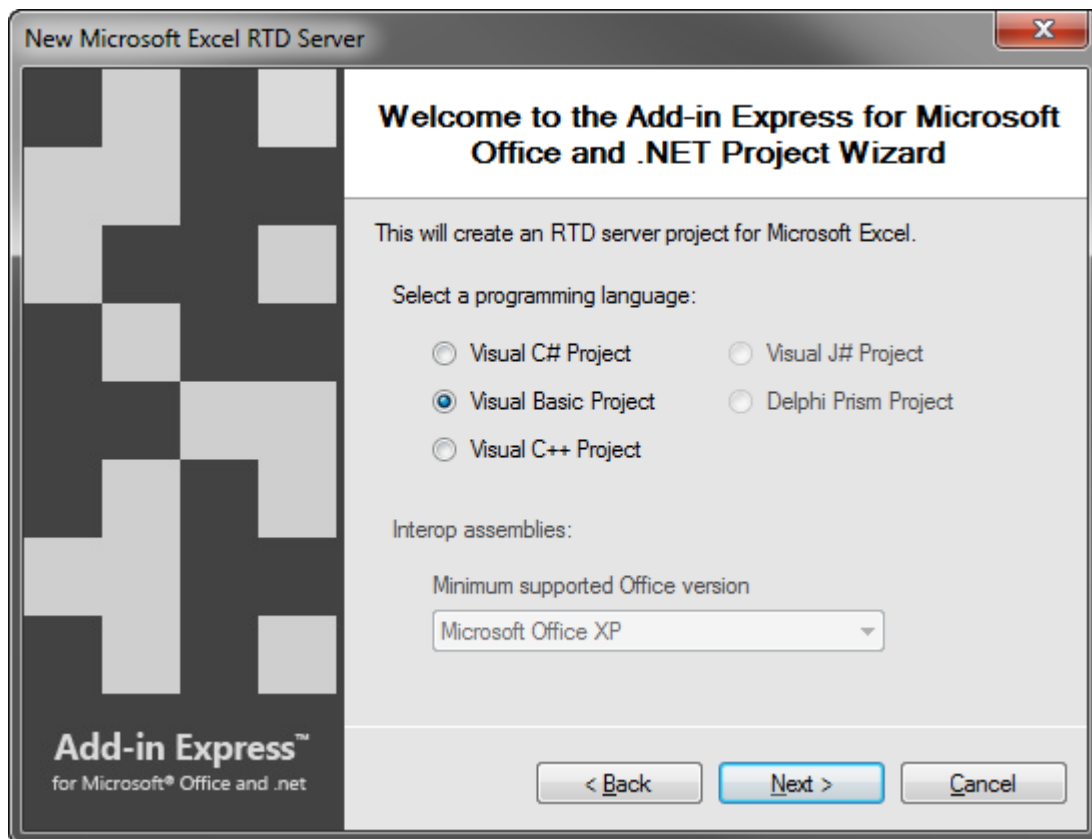 New Microsoft Excel RTD Server
X
Welcome to the Add-in Express for Microsoft
Office and .NET Project Wizard
This will create an RTD server project for Microsoft Excel.
Select a programming language:
Visual C# Project
Visual J# Project
Visual Basic Project
Delphi Prism Project
Visual C++ Project
Interop assemblies:
Minimum supported Office version
Microsoft Office XP
Add-in Express™
for Microsoft® Office and .net
< Back
Next >
Cancel